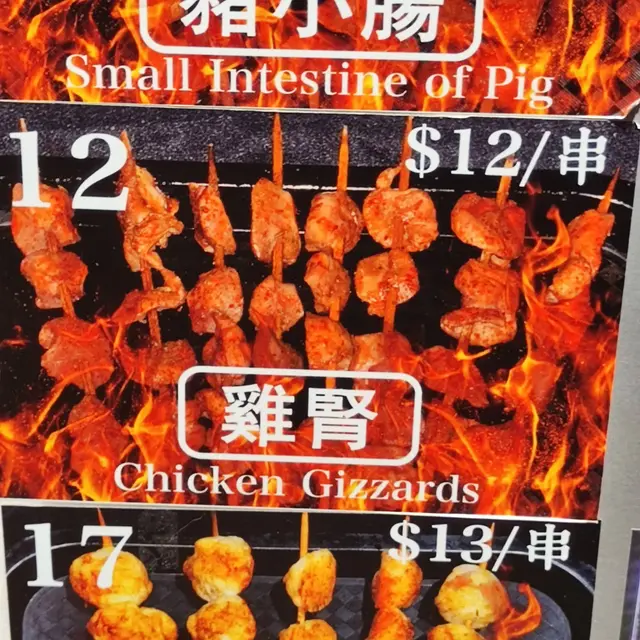 豬小腸
Small Intestine of Pig
12
$12/串
雞腎
Chicken Gizzards
17
$13/串